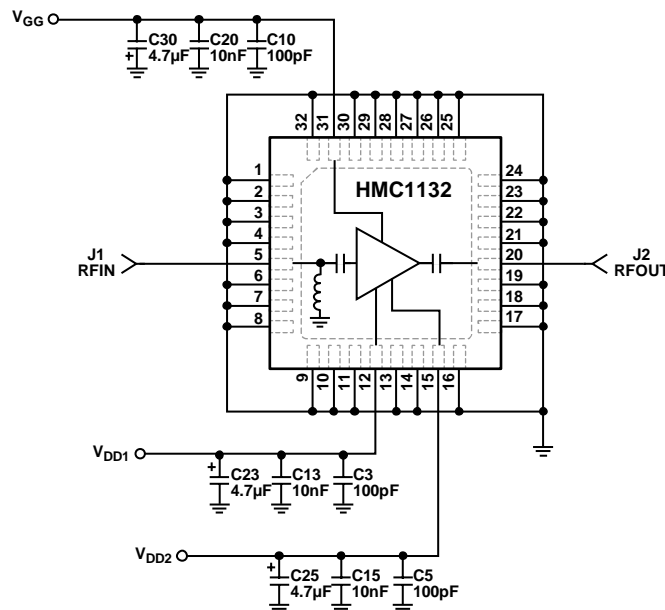 VGG
C30
4.7µF
+
C20
10nF
C10
100pF
32
31
30
29
28
27
26
25
HMC1132
1
2
3
4
5
6
7
8
24
23
22
21
20
19
18
17
J1
RFIN
J2
RFOUT
9
10
11
12
13
14
15
16
VDD1
+
C23
4.7µF
C13
10nF
C3
100pF
VDD2
+
C25
4.7µF
C15
10nF
C5
100pF